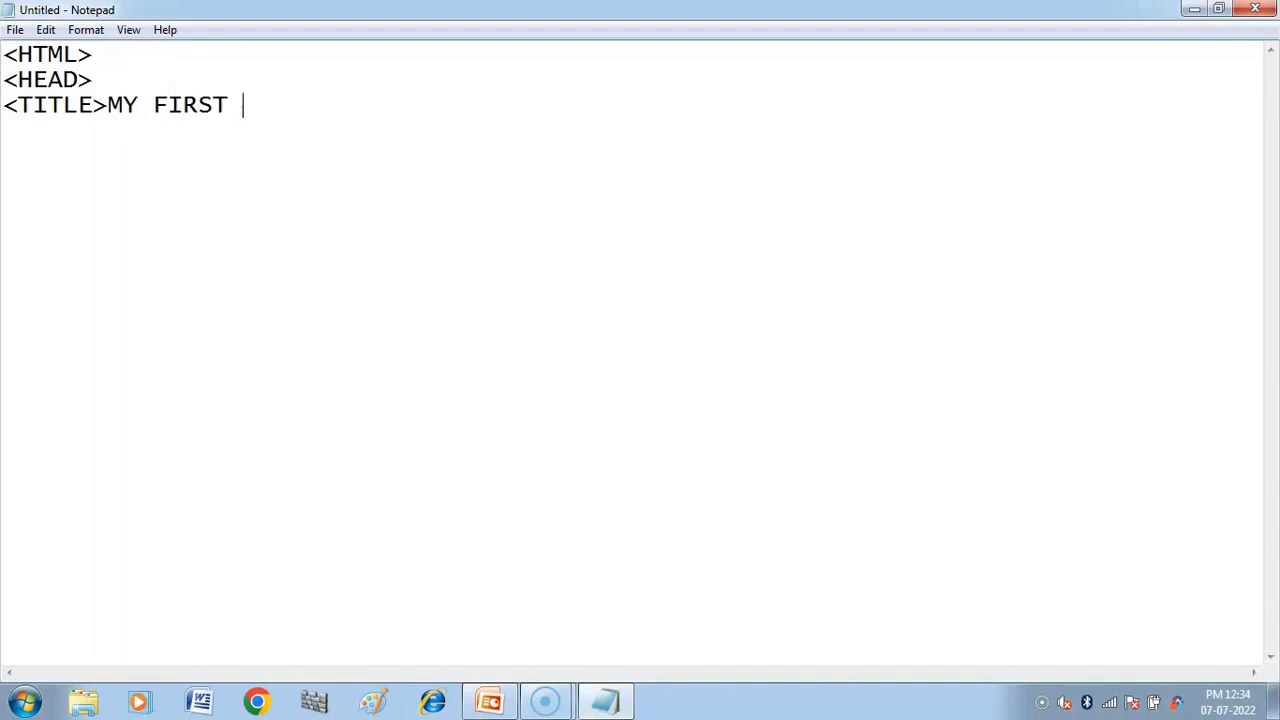 Untitled - Notepad
File Edit Format View Help
<HTML>
<HEAD>
<TITLE>MY FIRST
PM 12:34
07-07-2022